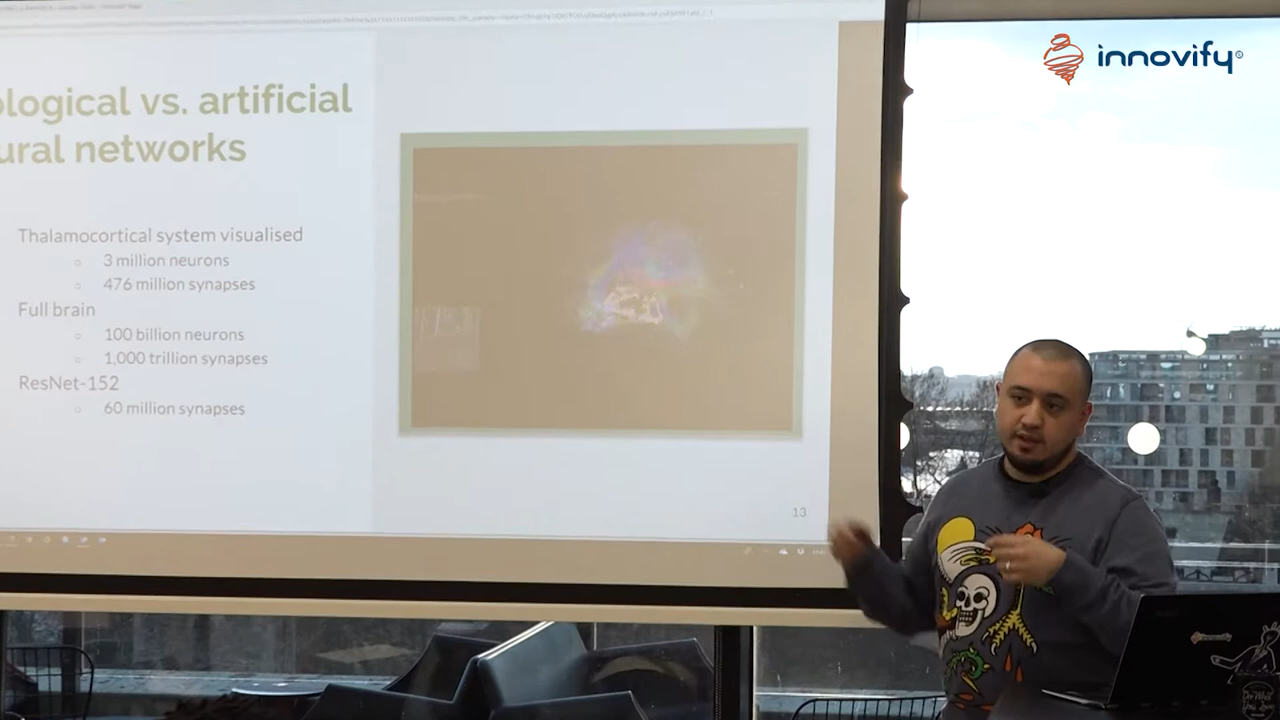 ological vs. artificial
ural networks
Thalamocortical system visualised
3 million neurons
476 million synapses
Full brain
100 billion neurons
1,000 trillion synapses
ResNet-152
60 million synapses
13
innovify